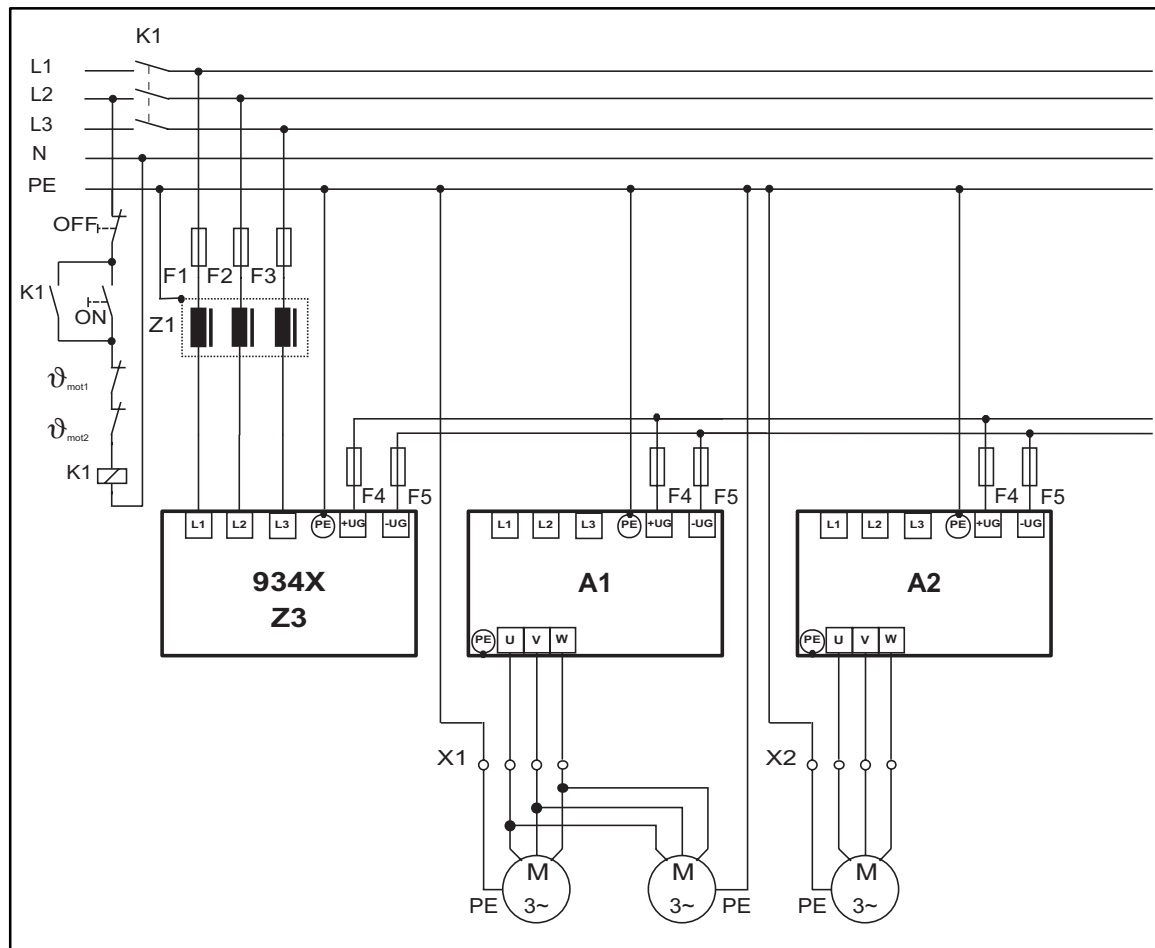 K1
L1
L2
L3
N
PE
OFF
F1 F2 F3
K1
ON
Z1
ϑmot1
ϑmot2
K1
F4 F5 F4 F5 F4 F5
L1 L2 L3 PE +UG -UG
L1 L2 L3 PE +UG -UG
L1 L2 L3 PE +UG -UG
934X
Z3
A1
A2
PE U V W
PE U V W
X1
X2
M
3~
M
3~
M
3~
PE
PE
PE